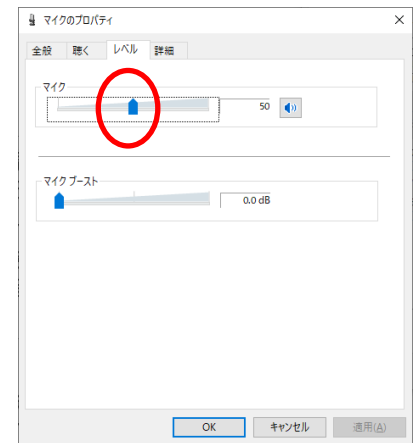 マイクのプロパティ
全般 聴く レベル 詳細
マイク
50
マイク ブースト
0.0 dB
OK キャンセル 適用(A)